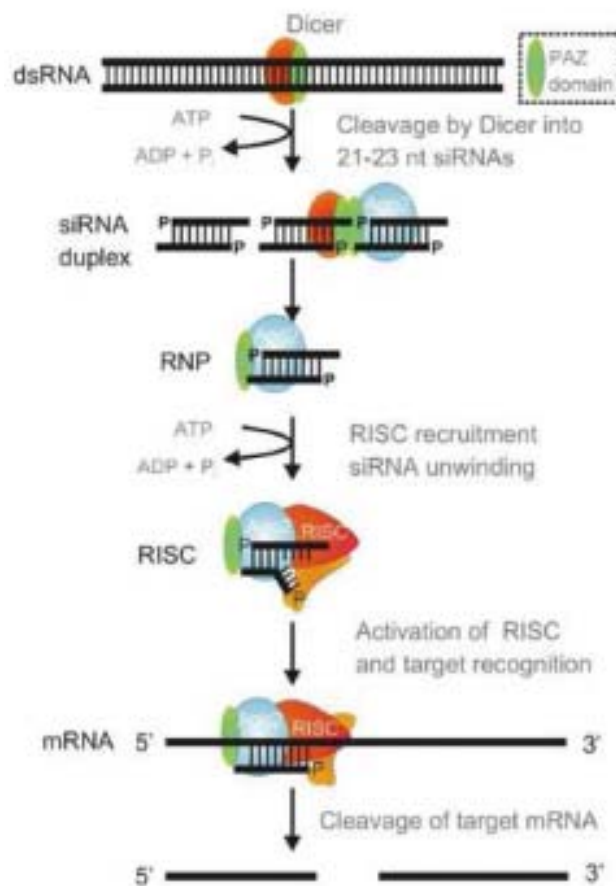 Dicer
dsRNA
PAZ
domain
ATP
ADP + P
Cleavage by Dicer into
21-23 nt siRNAs
siRNA
duplex
P
P
P
P
P
P
RNP
P
P
ATP
ADP + P
RISC recruitment
siRNA unwinding
RISC
RISC
P
P
Activation of RISC
and target recognition
mRNA 5' RISC 3'
P
Cleavage of target mRNA
5' 3'